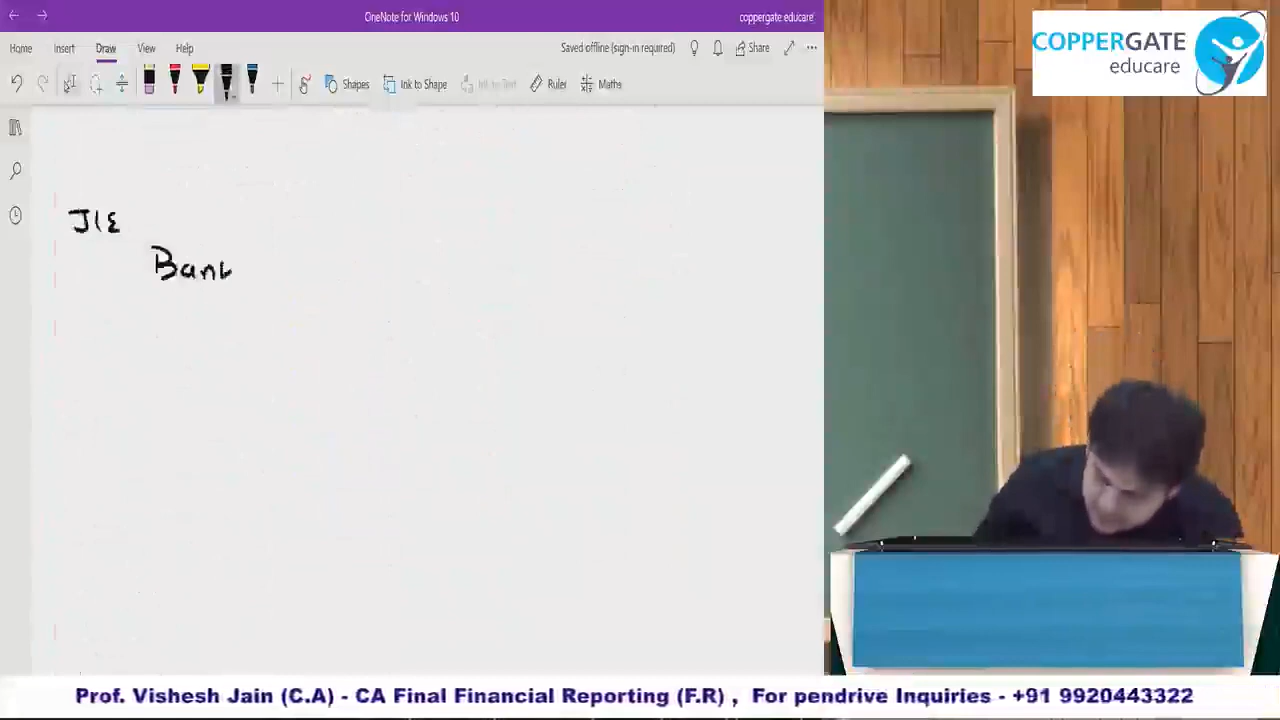 OneNote for Windows 10
coppergate.educare
Home Insert Draw View Help
Saved offline (sign-in required)
Share
Shapes
Ink to Shape
Ink to Text
Ruler
Maths
J1E
Bank
COPPERGATE
educare
Prof. Vishesh Jain (C.A) - CA Final Financial Reporting (F.R) , For pendrive Inquiries - +91 9920443322